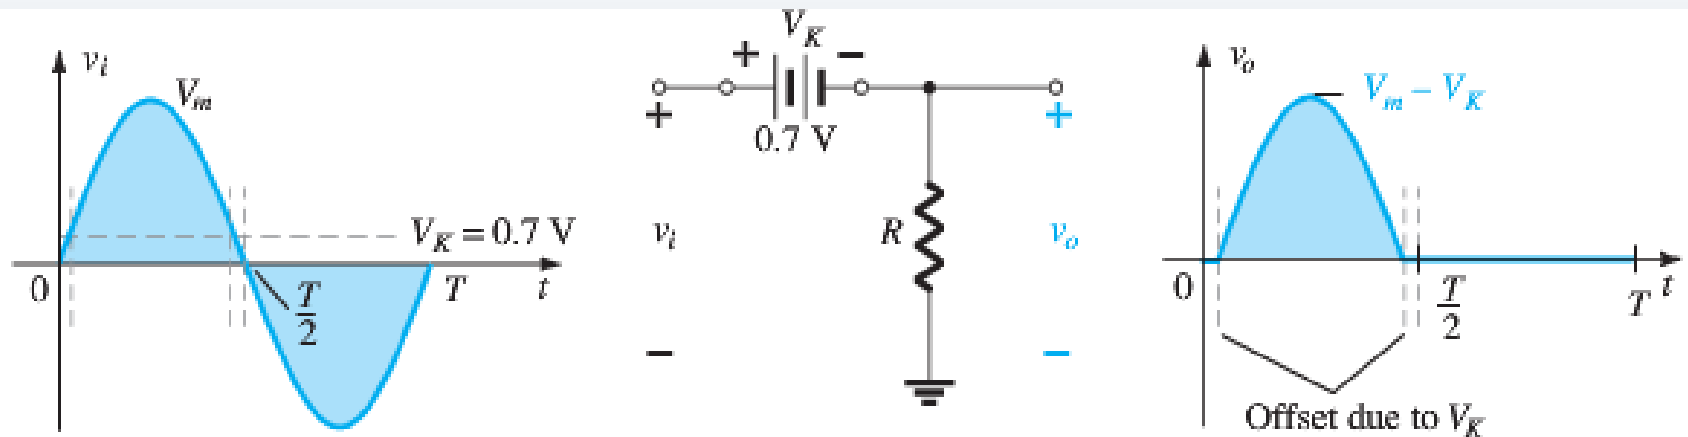 v_i
V_m
V_K = 0.7 V
0
T/2
T
t
V_K
+
−
0.7 V
+
v_i
−
R
+
v_o
−
v_o
V_m − V_K
0
T/2
T
t
Offset due to V_K